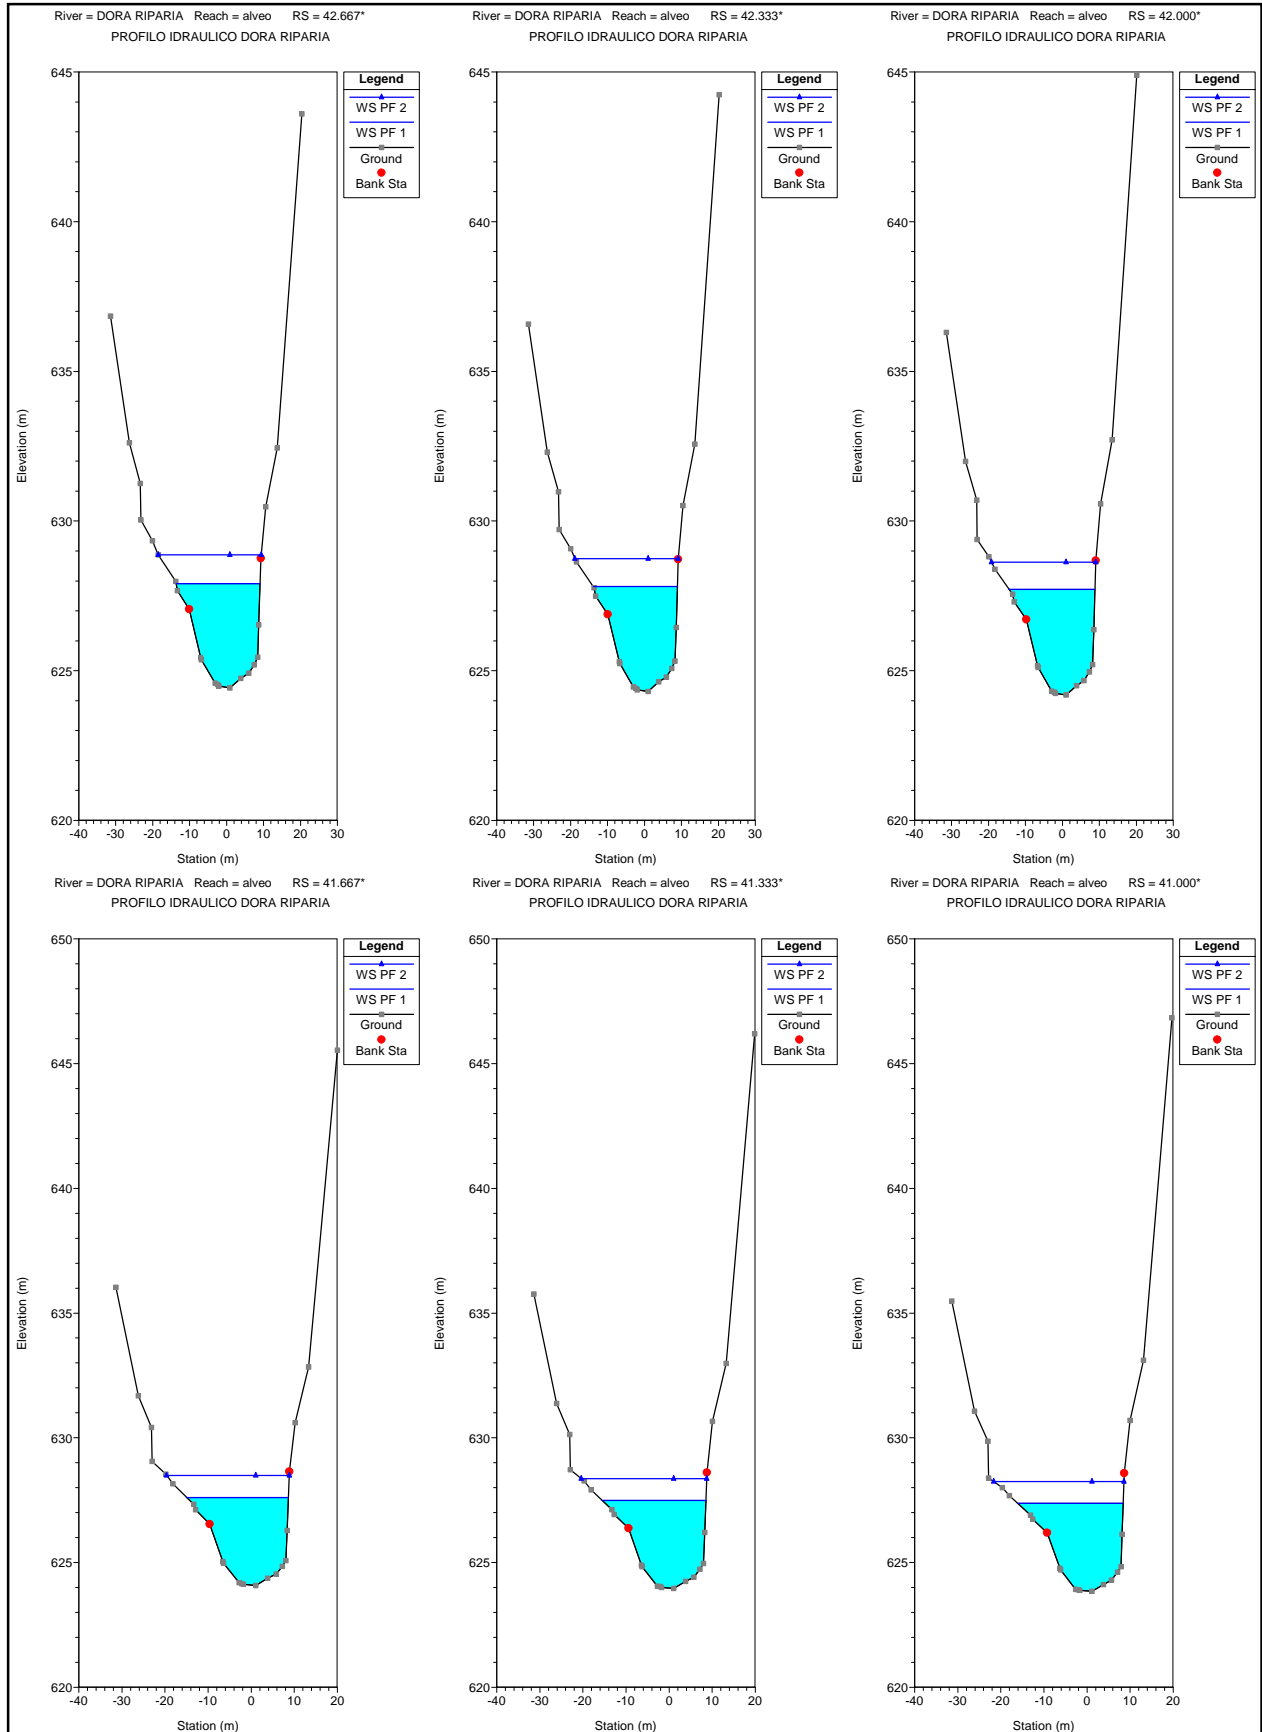 River = DORA RIPARIA Reach = alveo RS = 42.667*
PROFILO IDRAULICO DORA RIPARIA
645
640
635
630
625
620
Elevation (m)
-40 -30 -20 -10 0 10 20 30
Station (m)
Legend
WS PF 2
WS PF 1
Ground
Bank Sta
River = DORA RIPARIA Reach = alveo RS = 42.333*
PROFILO IDRAULICO DORA RIPARIA
645
640
635
630
625
620
Elevation (m)
-40 -30 -20 -10 0 10 20 30
Station (m)
Legend
WS PF 2
WS PF 1
Ground
Bank Sta
River = DORA RIPARIA Reach = alveo RS = 42.000*
PROFILO IDRAULICO DORA RIPARIA
645
640
635
630
625
620
Elevation (m)
-40 -30 -20 -10 0 10 20 30
Station (m)
Legend
WS PF 2
WS PF 1
Ground
Bank Sta
River = DORA RIPARIA Reach = alveo RS = 41.667*
PROFILO IDRAULICO DORA RIPARIA
650
645
640
635
630
625
620
Elevation (m)
-40 -30 -20 -10 0 10 20
Station (m)
Legend
WS PF 2
WS PF 1
Ground
Bank Sta
River = DORA RIPARIA Reach = alveo RS = 41.333*
PROFILO IDRAULICO DORA RIPARIA
650
645
640
635
630
625
620
Elevation (m)
-40 -30 -20 -10 0 10 20
Station (m)
Legend
WS PF 2
WS PF 1
Ground
Bank Sta
River = DORA RIPARIA Reach = alveo RS = 41.000*
PROFILO IDRAULICO DORA RIPARIA
650
645
640
635
630
625
620
Elevation (m)
-40 -30 -20 -10 0 10 20
Station (m)
Legend
WS PF 2
WS PF 1
Ground
Bank Sta